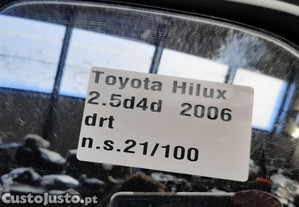 Toyota Hilux
2.5d4d 2006
drt
n.s.21/100
CustoJusto.pt